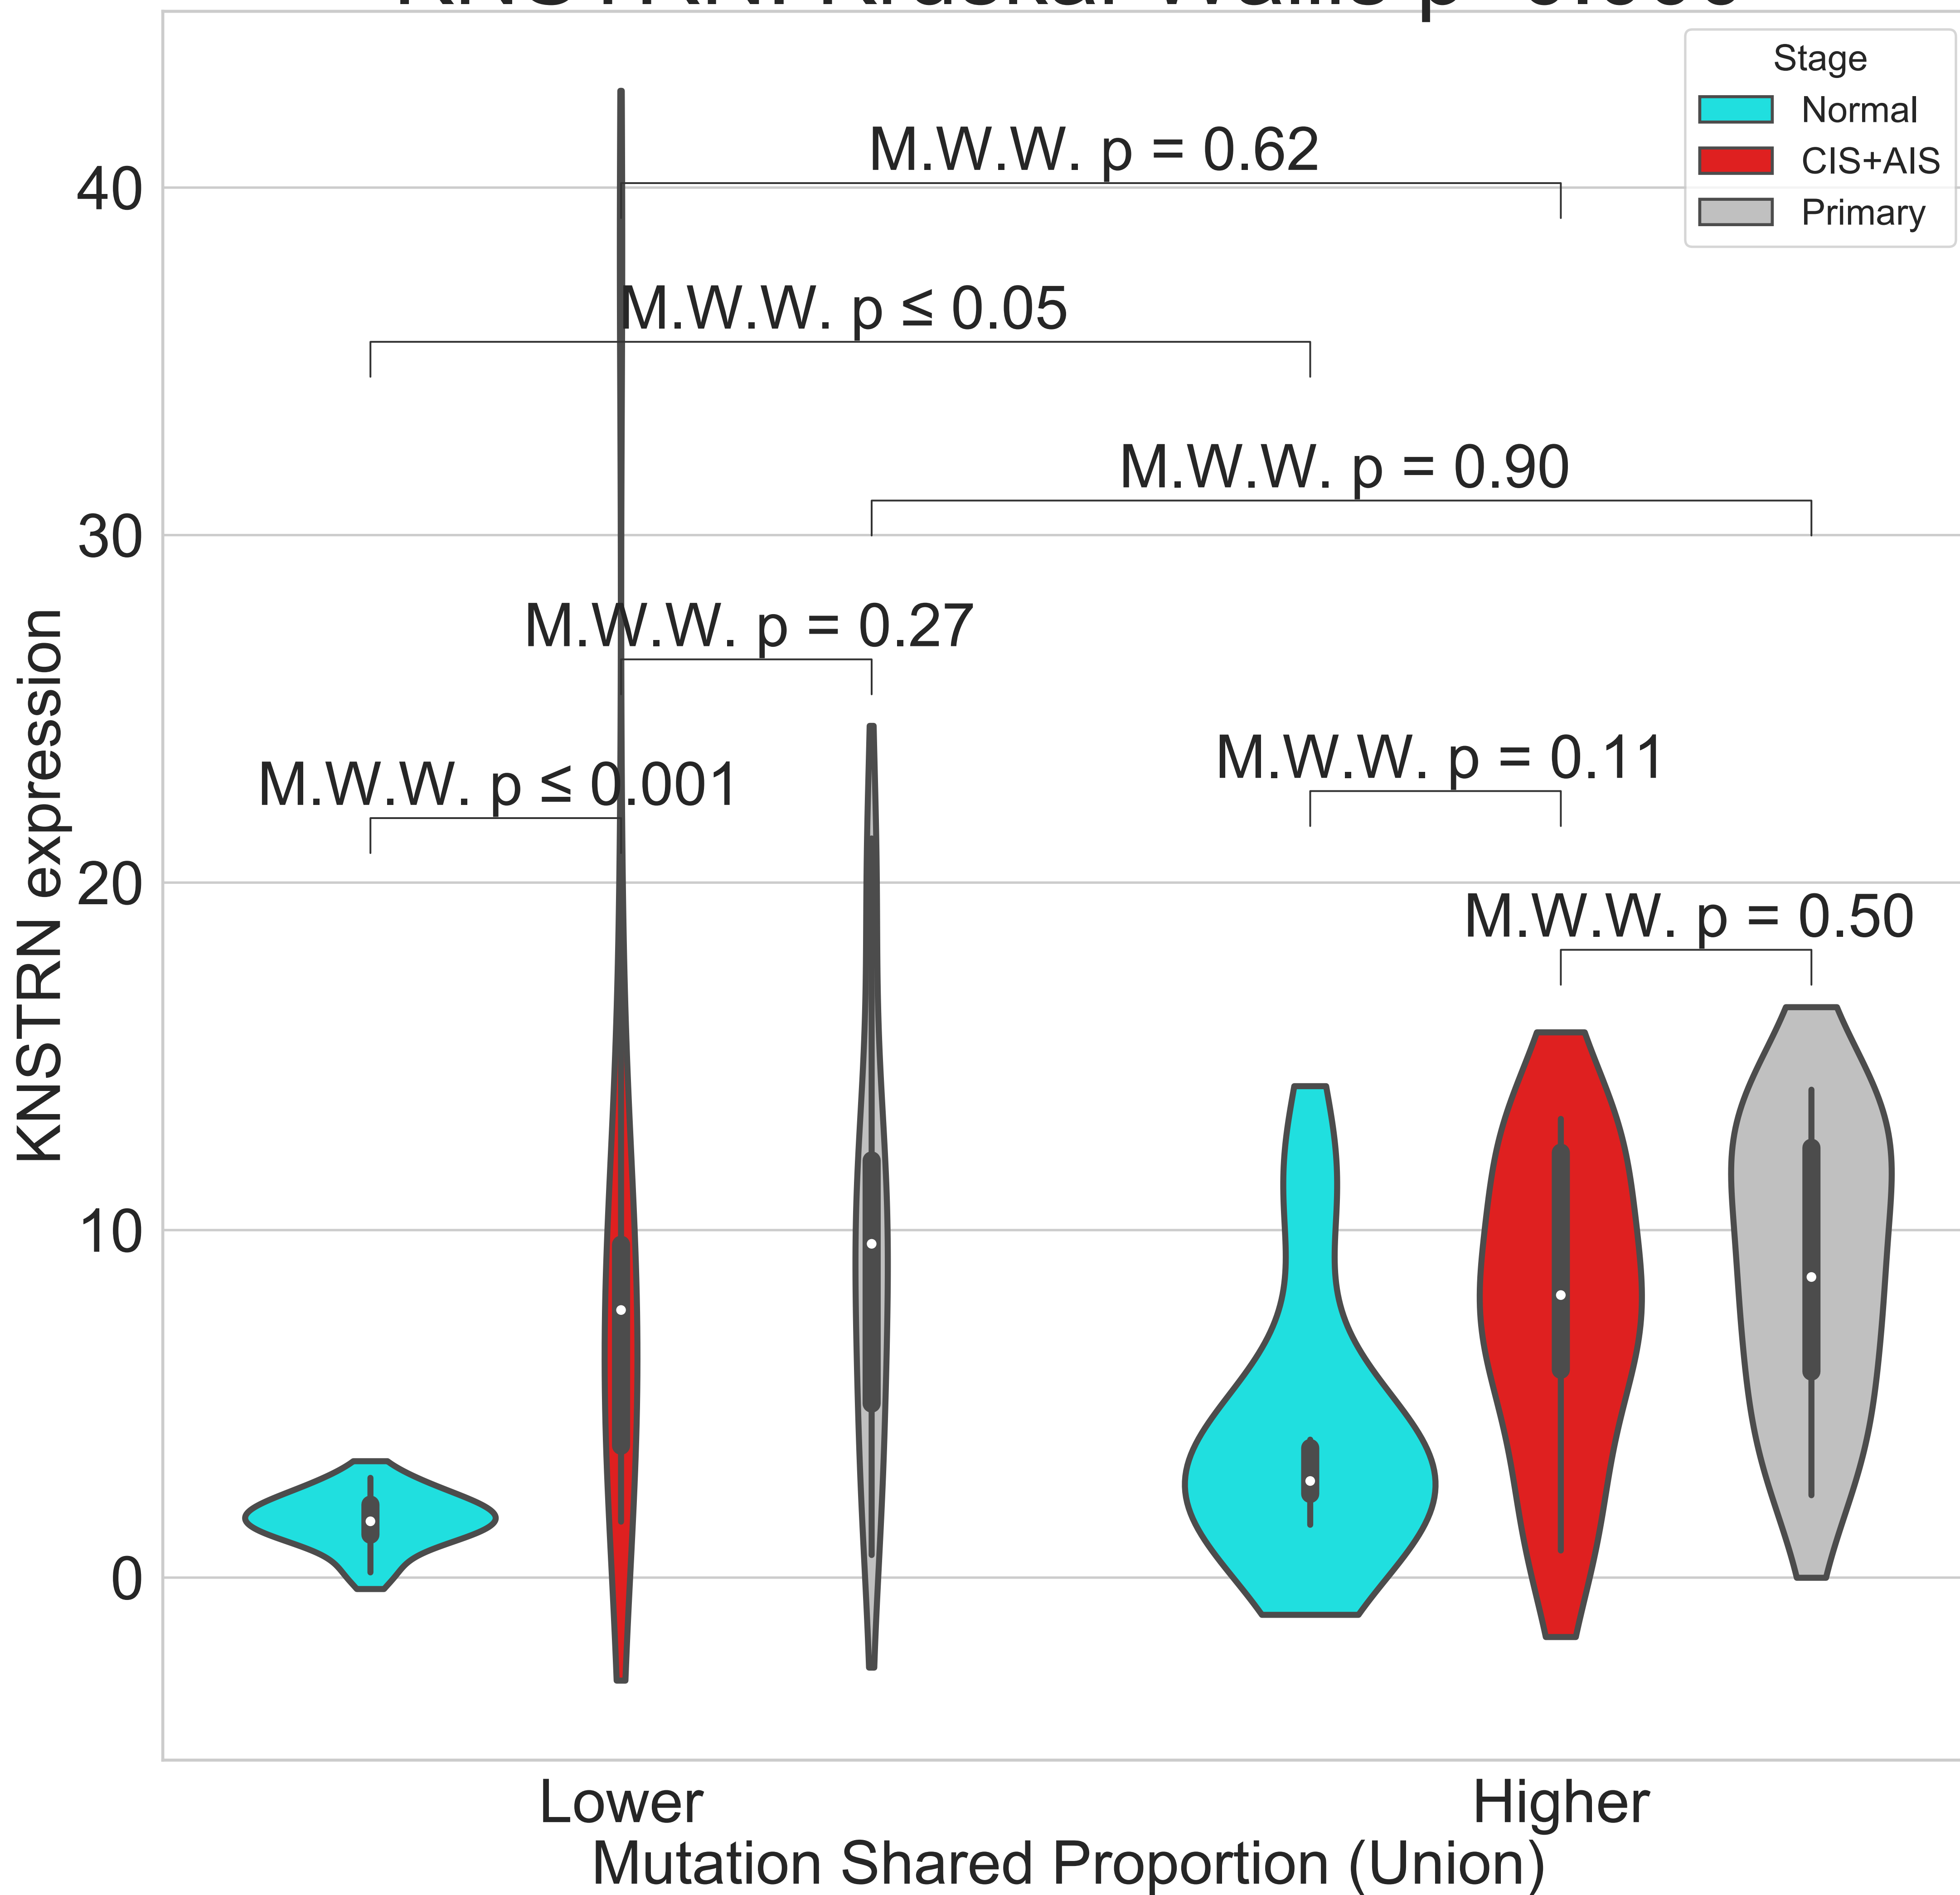 Stage
Normal
CIS+AIS
Primary
M.W.W. p = 0.62
M.W.W. p ≤ 0.05
M.W.W. p = 0.90
M.W.W. p = 0.27
M.W.W. p = 0.11
M.W.W. p ≤ 0.001
M.W.W. p = 0.50
40
30
20
10
0
KNSTRN expression
Lower
Higher
Mutation Shared Proportion (Union)